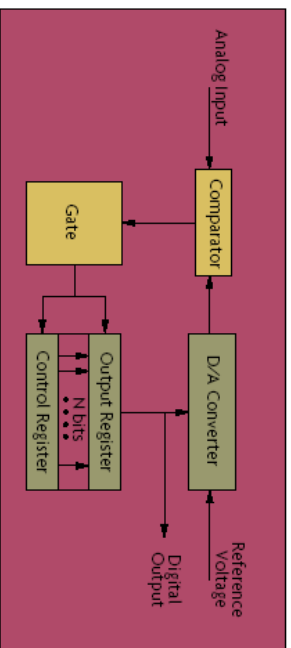 Analog Input
Comparator
D/A Converter
Reference
Voltage
Gate
Output Register
N bits
Control Register
Digital
Output